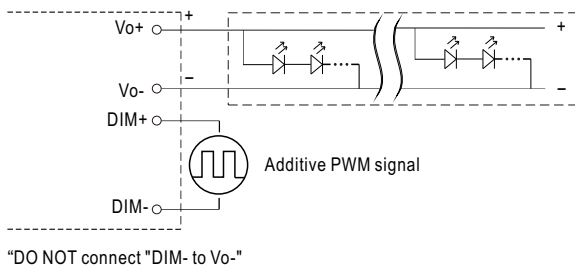 Vo+
+
+
Vo-
–
–
DIM+
Additive PWM signal
DIM-
“DO NOT connect "DIM- to Vo-"